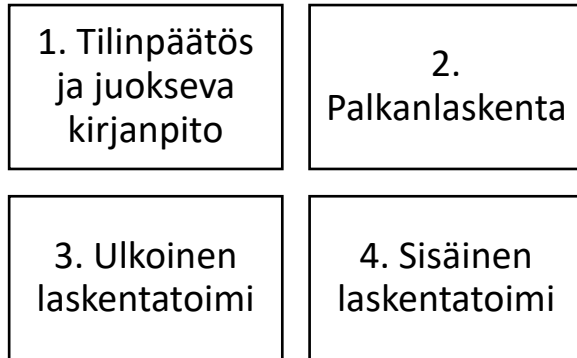 1. Tilinpäätös
ja juokseva
kirjanpito
2.
Palkanlaskenta
3. Ulkoinen
laskentatoimi
4. Sisäinen
laskentatoimi